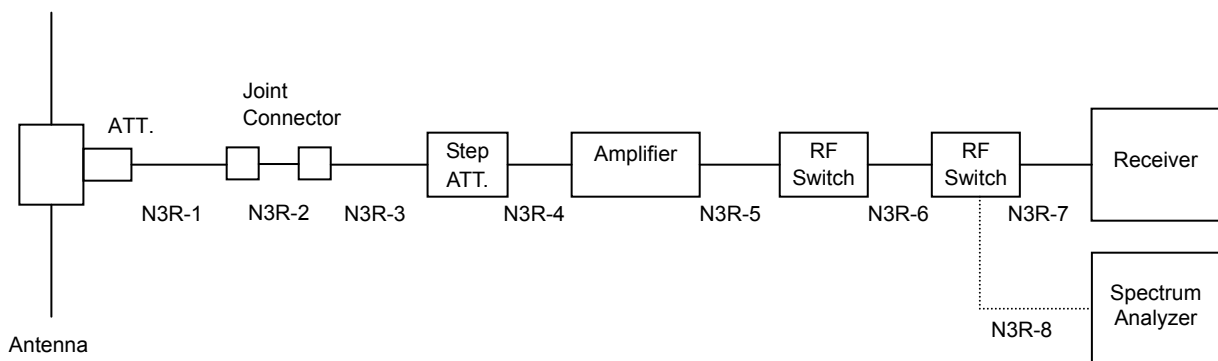 Joint
Connector
ATT.
Step
ATT.
Amplifier
RF
Switch
RF
Switch
Receiver
N3R-1
N3R-2
N3R-3
N3R-4
N3R-5
N3R-6
N3R-7
Spectrum
Analyzer
N3R-8
Antenna